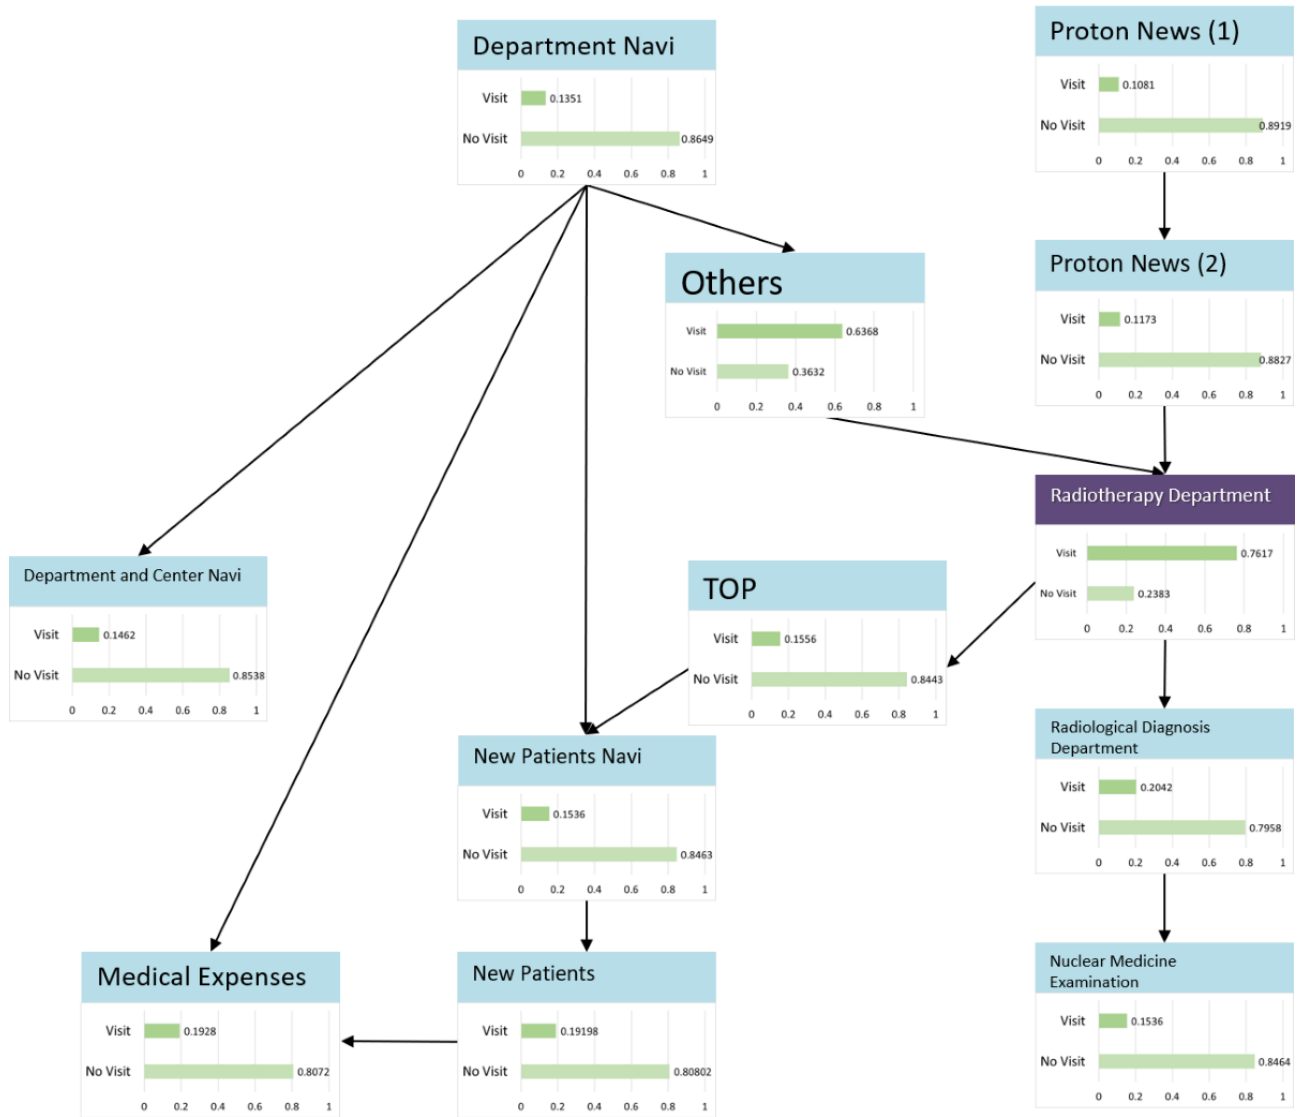 Department Navi
Visit 0.1351
No Visit 0.8649
0 0.2 0.4 0.6 0.8 1
Proton News (1)
Visit 0.1081
No Visit 0.8919
0 0.2 0.4 0.6 0.8 1
Others
Visit 0.6368
No Visit 0.3632
0 0.2 0.4 0.6 0.8 1
Proton News (2)
Visit 0.1173
No Visit 0.8827
0 0.2 0.4 0.6 0.8 1
Radiotherapy Department
Visit 0.7617
No Visit 0.2383
0 0.2 0.4 0.6 0.8 1
Department and Center Navi
Visit 0.1462
No Visit 0.8538
0 0.2 0.4 0.6 0.8 1
TOP
Visit 0.1556
No Visit 0.8443
0 0.2 0.4 0.6 0.8 1
New Patients Navi
Visit 0.1536
No Visit 0.8463
0 0.2 0.4 0.6 0.8 1
Radiological Diagnosis
Department
Visit 0.2042
No Visit 0.7958
0 0.2 0.4 0.6 0.8 1
Medical Expenses
Visit 0.1928
No Visit 0.8072
0 0.2 0.4 0.6 0.8 1
New Patients
Visit 0.19198
No Visit 0.80802
0 0.2 0.4 0.6 0.8 1
Nuclear Medicine
Examination
Visit 0.1536
No Visit 0.8464
0 0.2 0.4 0.6 0.8 1